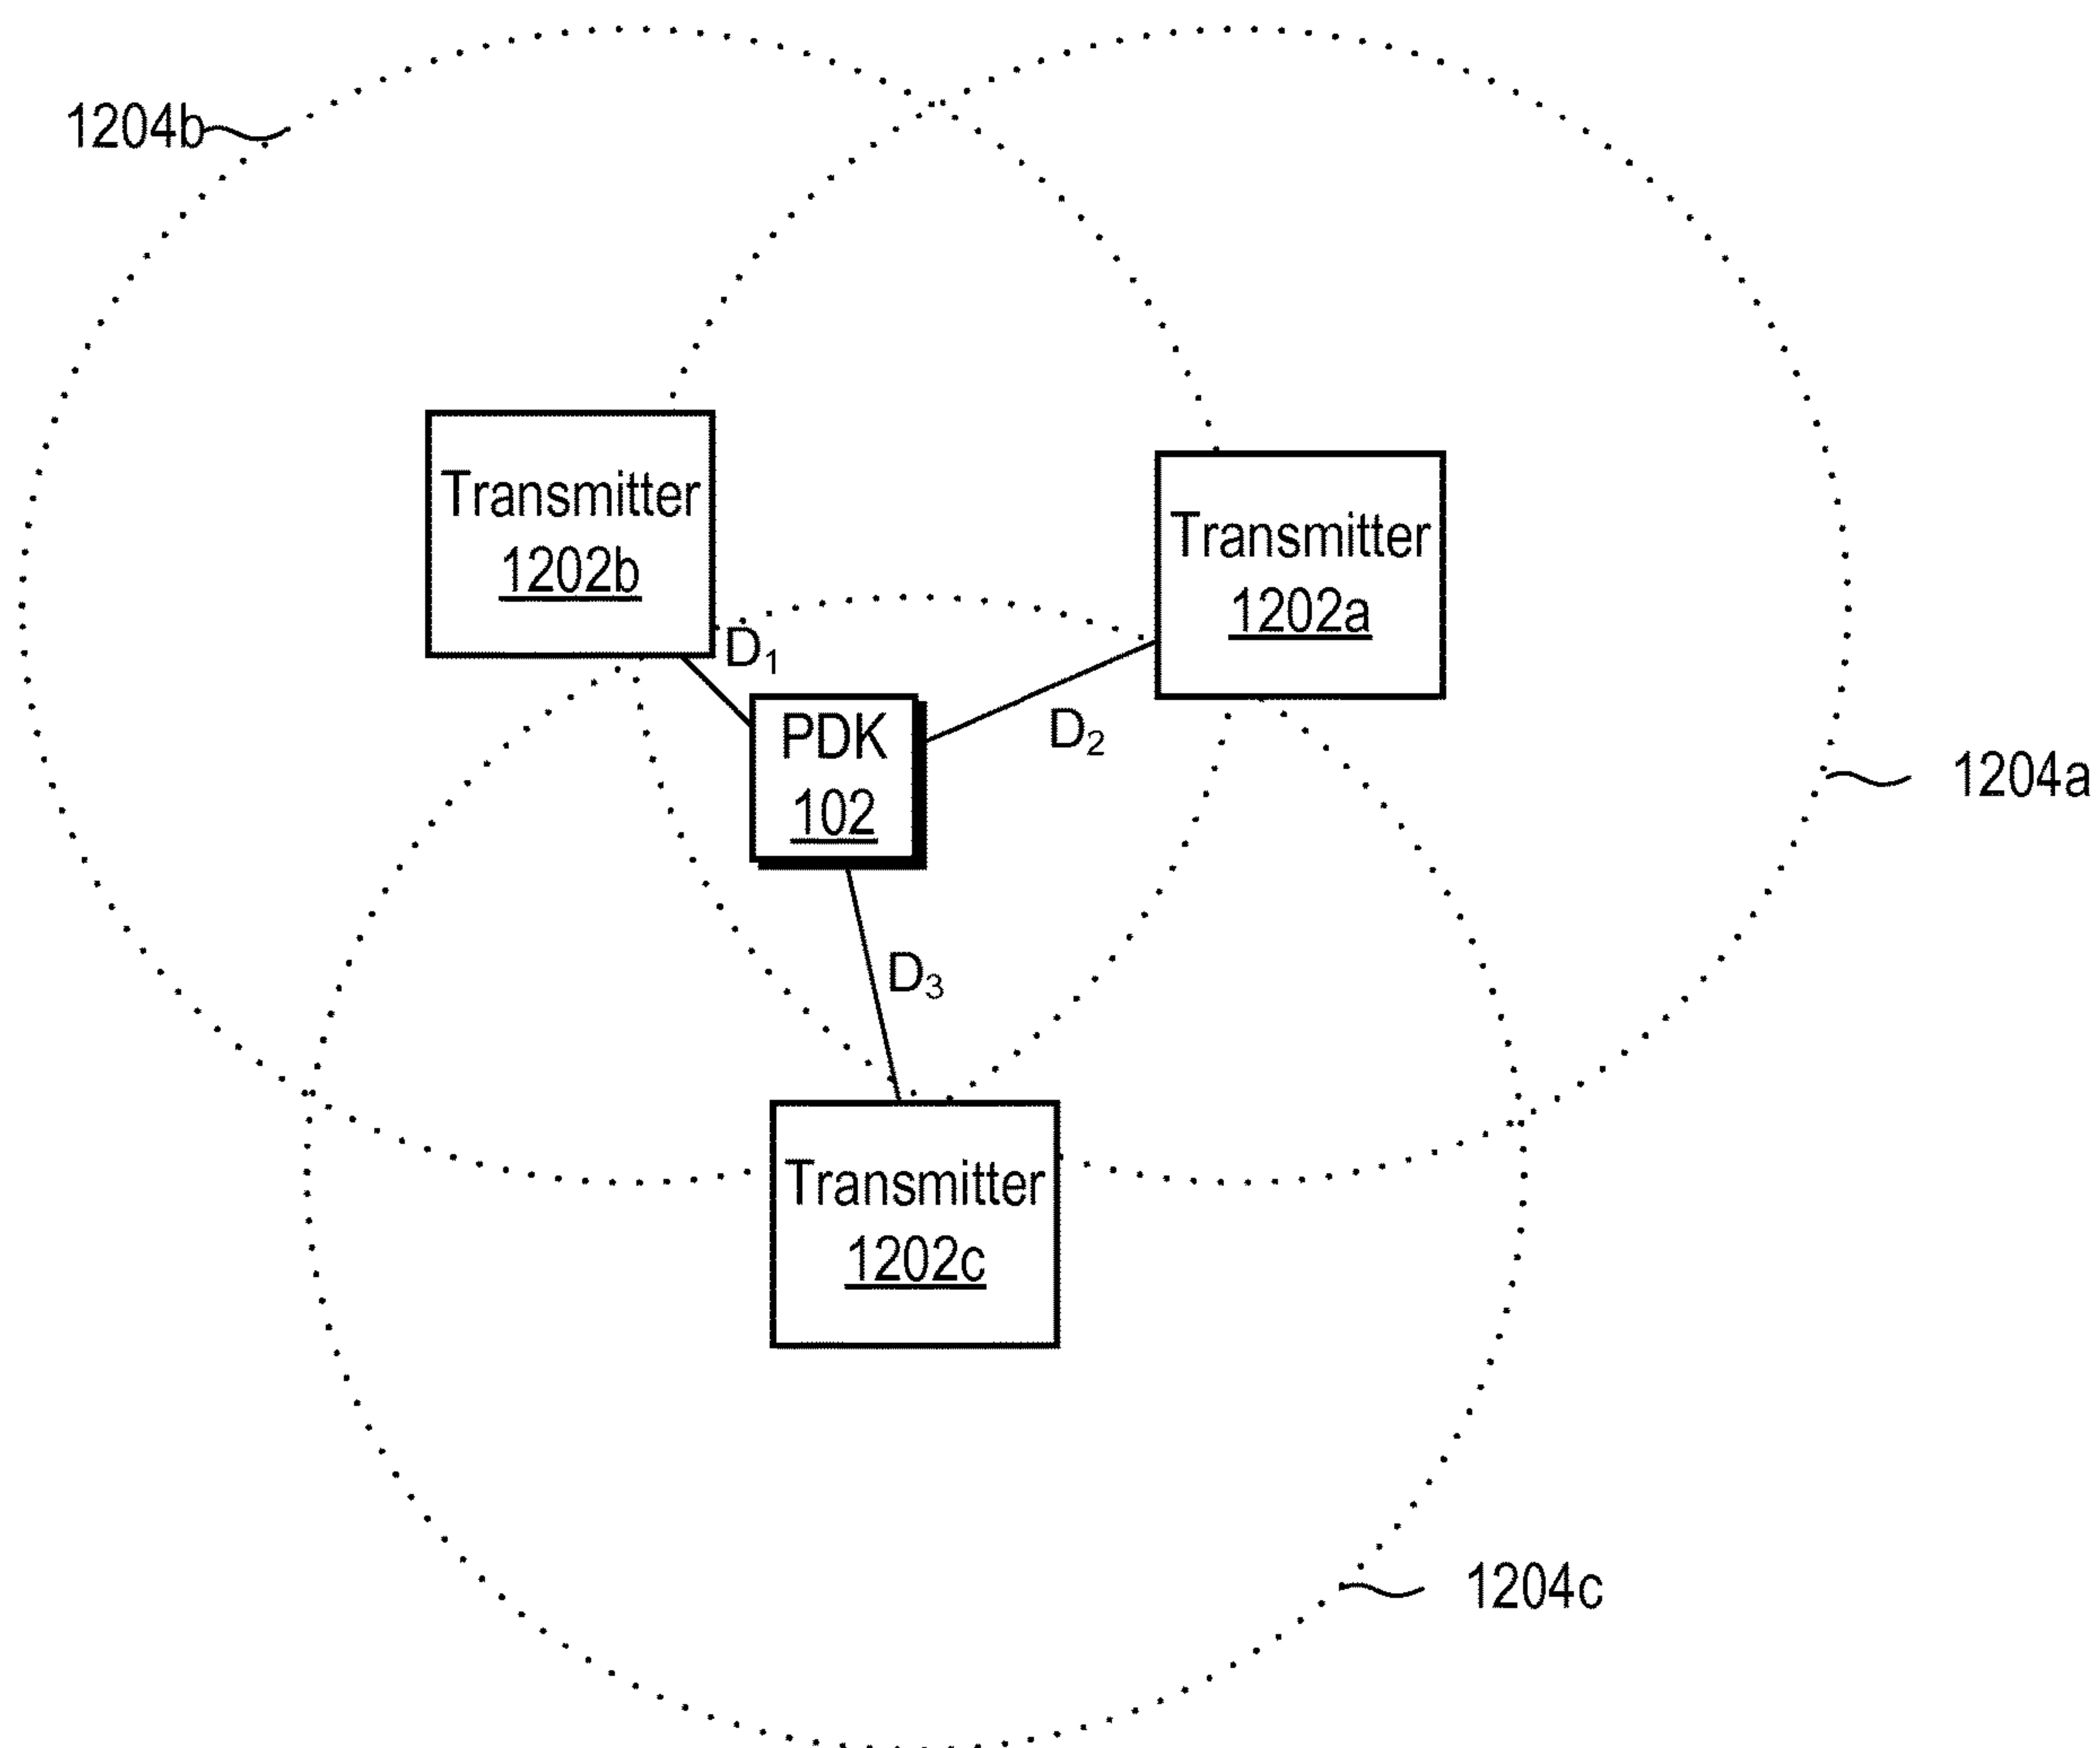 1204b
Transmitter
1202b
Transmitter
1202a
D1
D2
PDK
102
1204a
D3
Transmitter
1202c
1204c